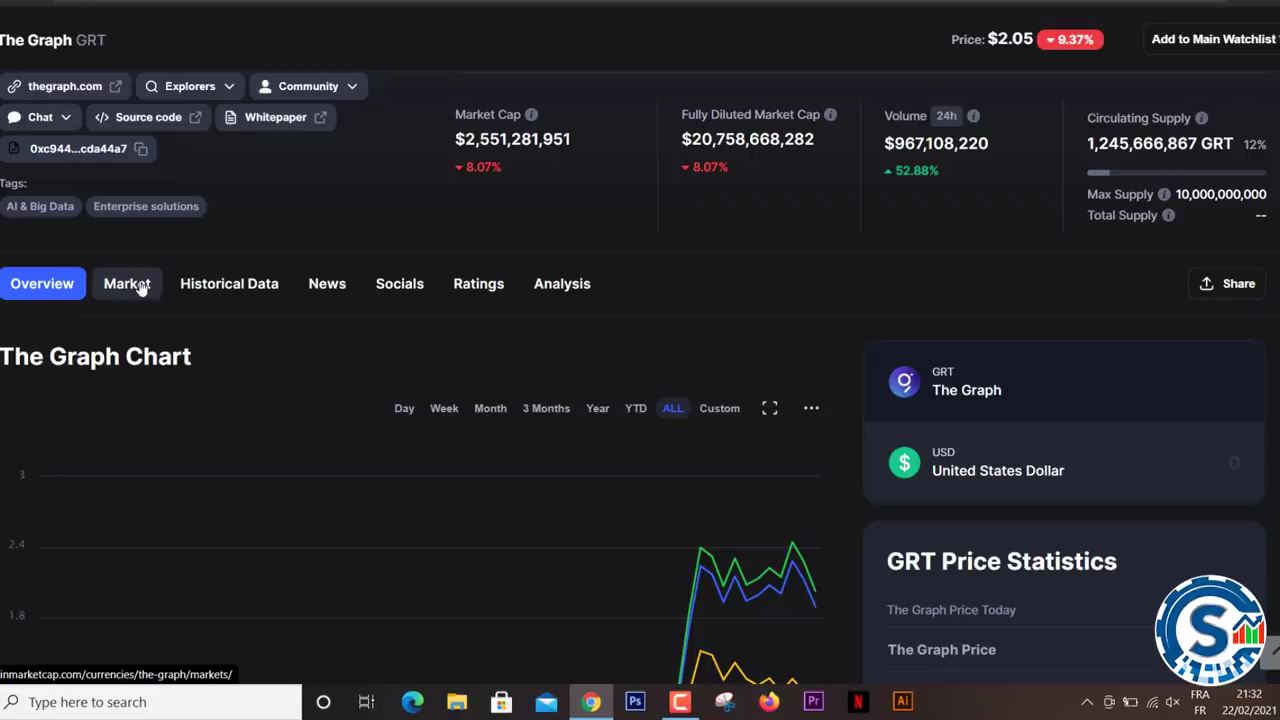 The Graph GRT
Price: $2.05 9.37%
Add to Main Watchlist
thegraph.com
Explorers
Community
Chat
Source code
Whitepaper
0xc944...cda44a7
Tags:
AI & Big Data
Enterprise solutions
Market Cap
$2,551,281,951
8.07%
Fully Diluted Market Cap
$20,758,668,282
8.07%
Volume 24h
$967,108,220
52.88%
Circulating Supply
1,245,666,867 GRT 12%
Max Supply 10,000,000,000
Total Supply --
Overview
Market
Historical Data
News
Socials
Ratings
Analysis
Share
The Graph Chart
Day Week Month 3 Months Year YTD ALL Custom
3
2.4
1.8
GRT
The Graph
USD
United States Dollar
0
GRT Price Statistics
The Graph Price Today
The Graph Price
S
inmarketcap.com/currencies/the-graph/markets/
Type here to search
Ps
Pr
N
Ai
FRA
FR
21:32
22/02/2021